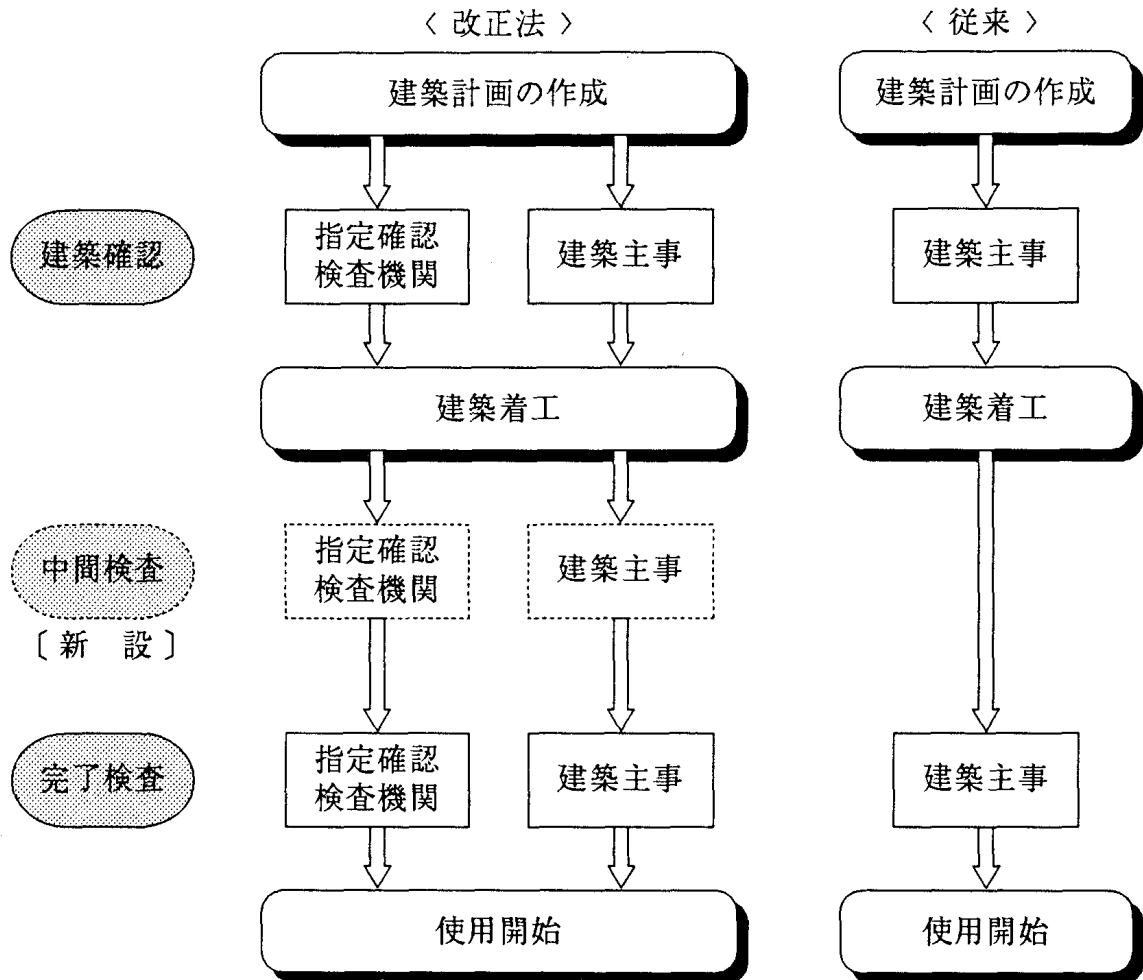 〈 改正法 〉
〈 従来 〉
建築計画の作成
建築計画の作成
建築確認
指定確認
検査機関
建築主事
建築主事
建築着工
建築着工
中間検査
〔新 設〕
指定確認
検査機関
建築主事
完了検査
指定確認
検査機関
建築主事
建築主事
使用開始
使用開始